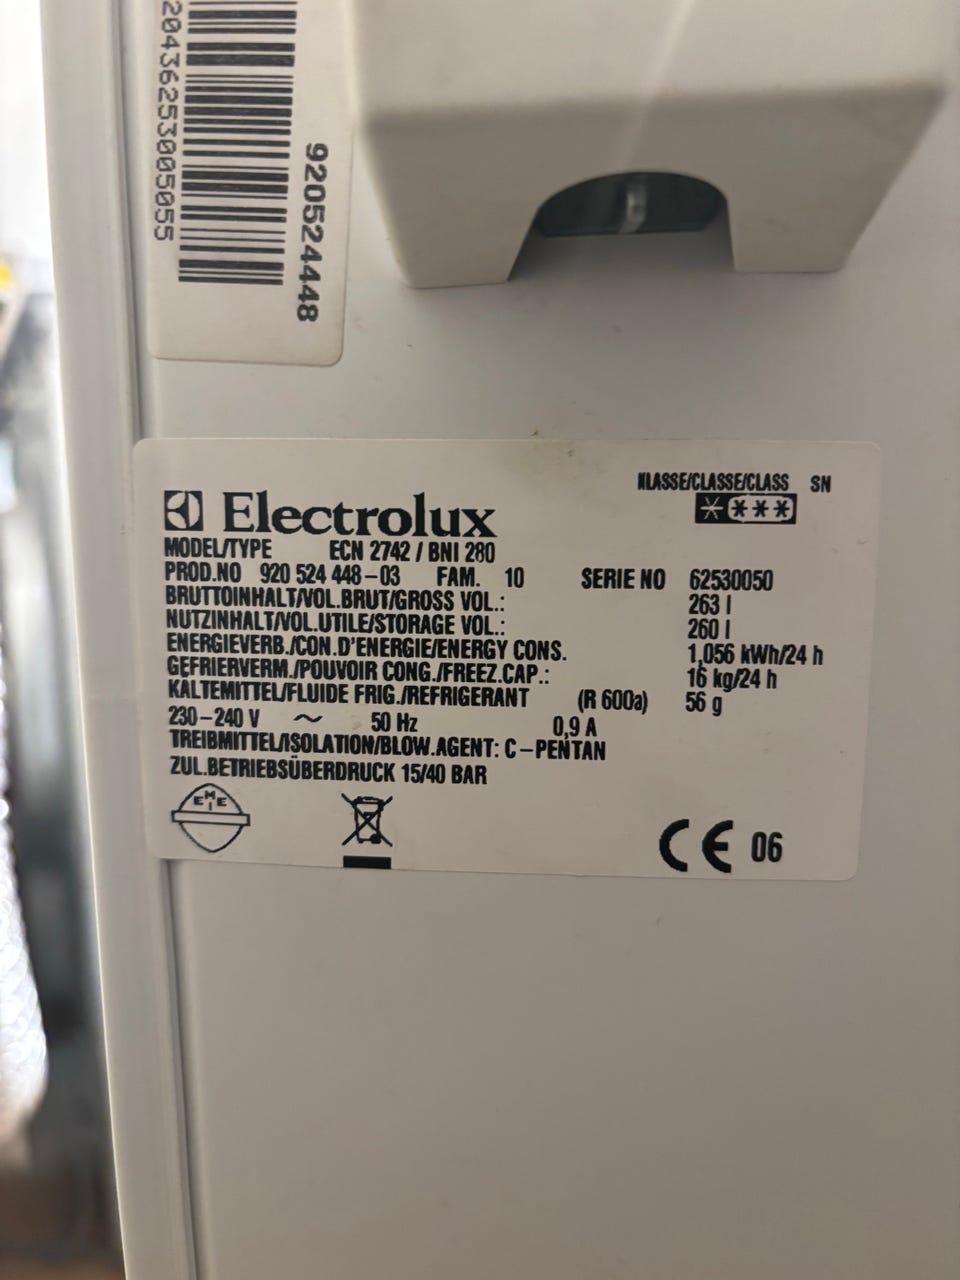 20436253005055
920524448
KLASSE/CLASSE/CLASS SN
Electrolux
MODEL/TYPE ECN 2742 / BNI 280
PROD.NO 920 524 448-03 FAM. 10 SERIE NO 62530050
BRUTTOINHALT/VOL.BRUT/GROSS VOL.: 263 l
NUTZINHALT/VOL.UTILE/STORAGE VOL.: 260 l
ENERGIEVERB./CON.D'ENERGIE/ENERGY CONS. 1,056 kWh/24 h
GEFRIERVERM./POUVOIR CONG./FREEZ.CAP.: 16 kg/24 h
KÄLTEMITTEL/FLUIDE FRIG./REFRIGERANT (R 600a) 56 g
230-240 V ~ 50 Hz 0,9 A
TREIBMITTEL/ISOLATION/BLOW.AGENT: C-PENTAN
ZUL.BETRIEBSÜBERDRUCK 15/40 BAR
EMEI
CE 06